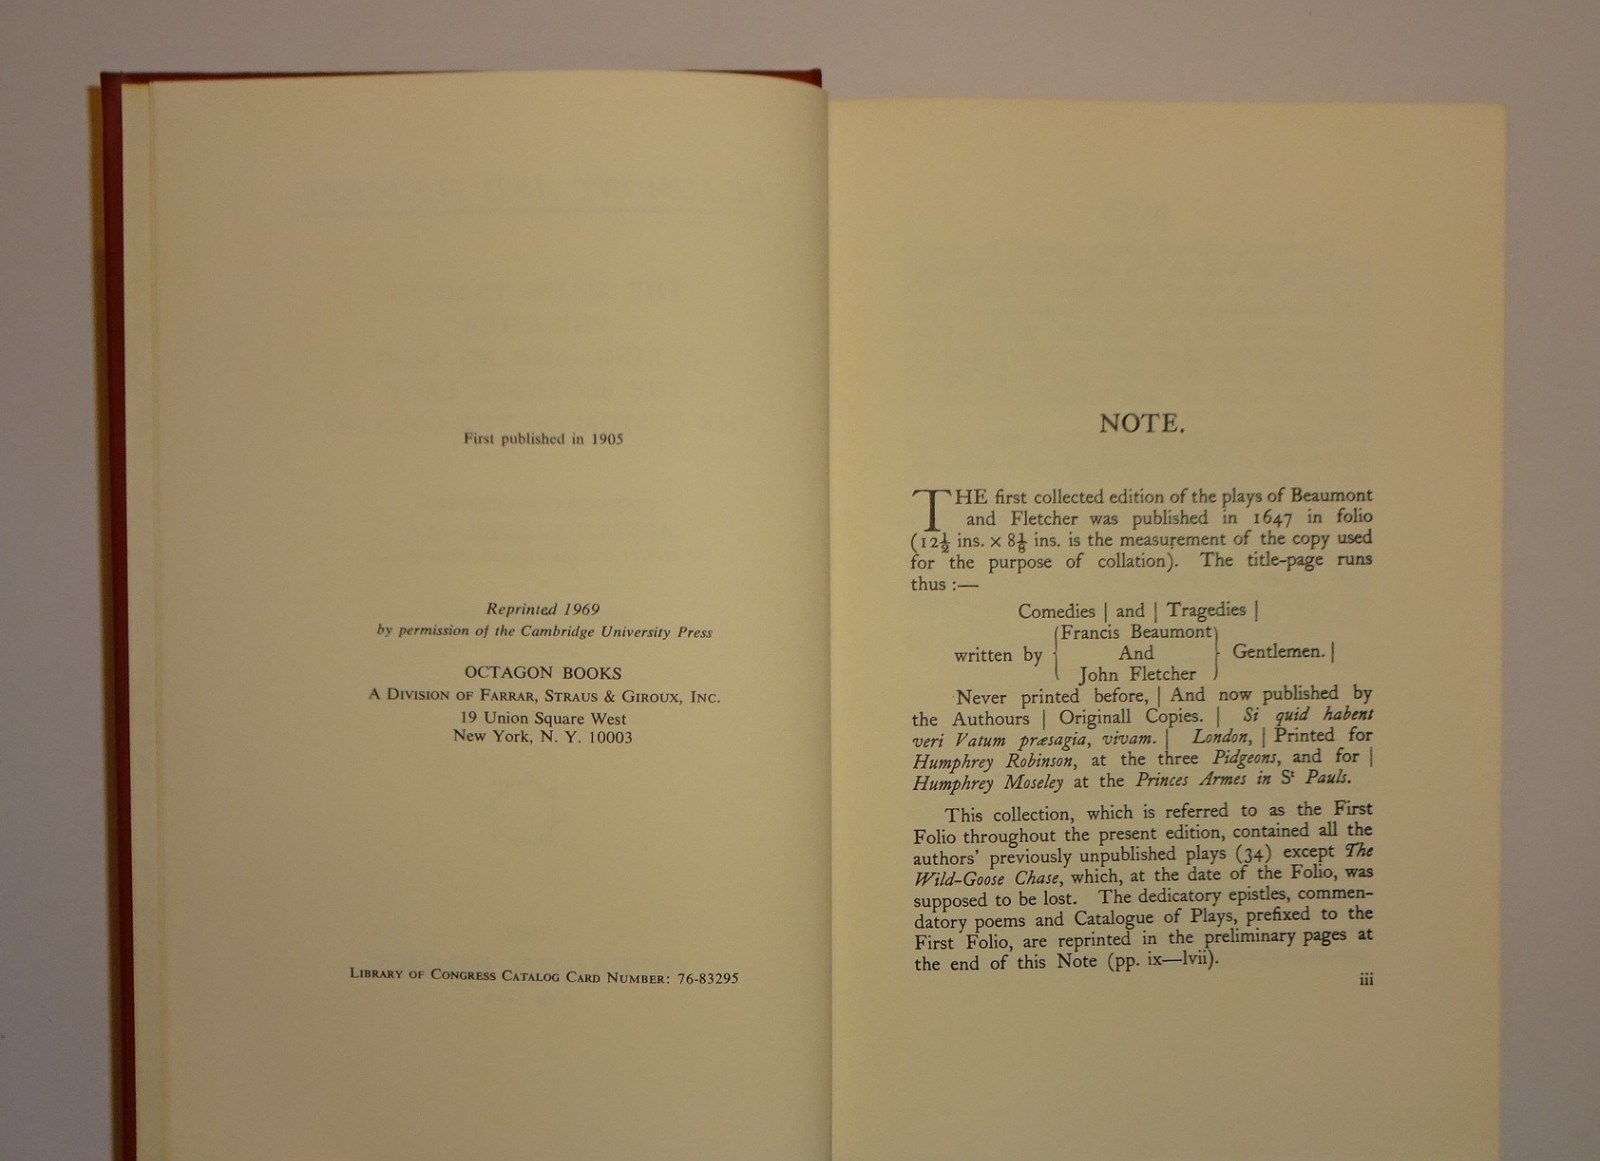 First published in 1905
Reprinted 1969
by permission of the Cambridge University Press
OCTAGON BOOKS
A DIVISION OF FARRAR, STRAUS & GIROUX, INC.
19 Union Square West
New York, N. Y. 10003
LIBRARY OF CONGRESS CATALOG CARD NUMBER: 76-83295
NOTE.
THE first collected edition of the plays of Beaumont
and Fletcher was published in 1647 in folio
(12½ ins. × 8⅛ ins. is the measurement of the copy used
for the purpose of collation). The title-page runs
thus :—
Comedies | and | Tragedies |
written by { Francis Beaumont
And
John Fletcher } Gentlemen. |
Never printed before, | And now published by
the Authours | Originall Copies. | Si quid habent
veri Vatum præsagia, vivam. | London, | Printed for
Humphrey Robinson, at the three Pidgeons, and for |
Humphrey Moseley at the Princes Armes in Sᵗ Pauls.
This collection, which is referred to as the First
Folio throughout the present edition, contained all the
authors' previously unpublished plays (34) except The
Wild-Goose Chase, which, at the date of the Folio, was
supposed to be lost. The dedicatory epistles, commen-
datory poems and Catalogue of Plays, prefixed to the
First Folio, are reprinted in the preliminary pages at
the end of this Note (pp. ix—lvii).
iii